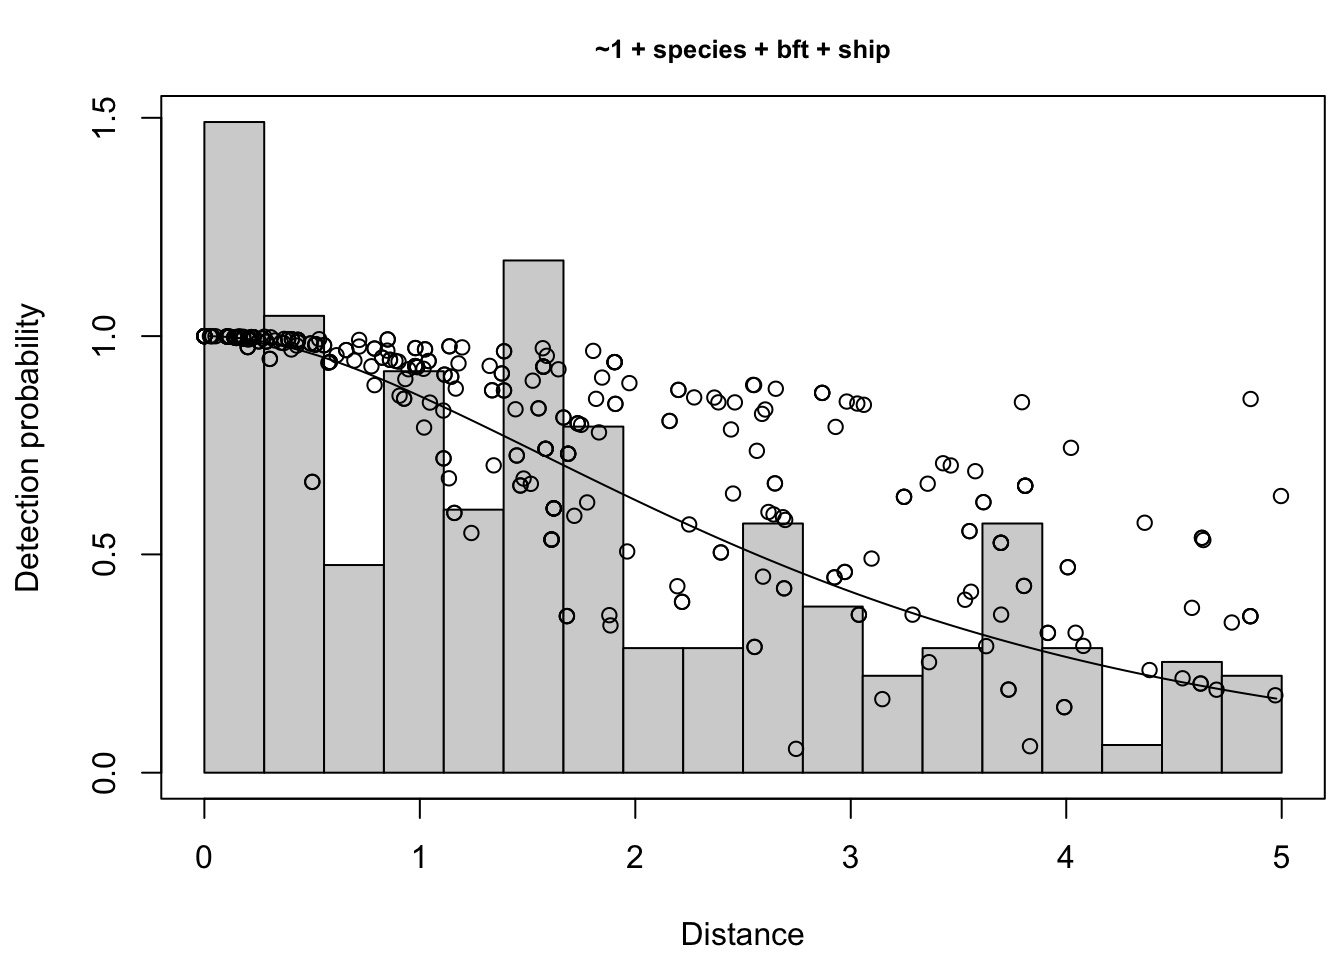 ~1 + species + bft + ship
Detection probability
1.5
1.0
0.5
0.0
0 1 2 3 4 5
Distance